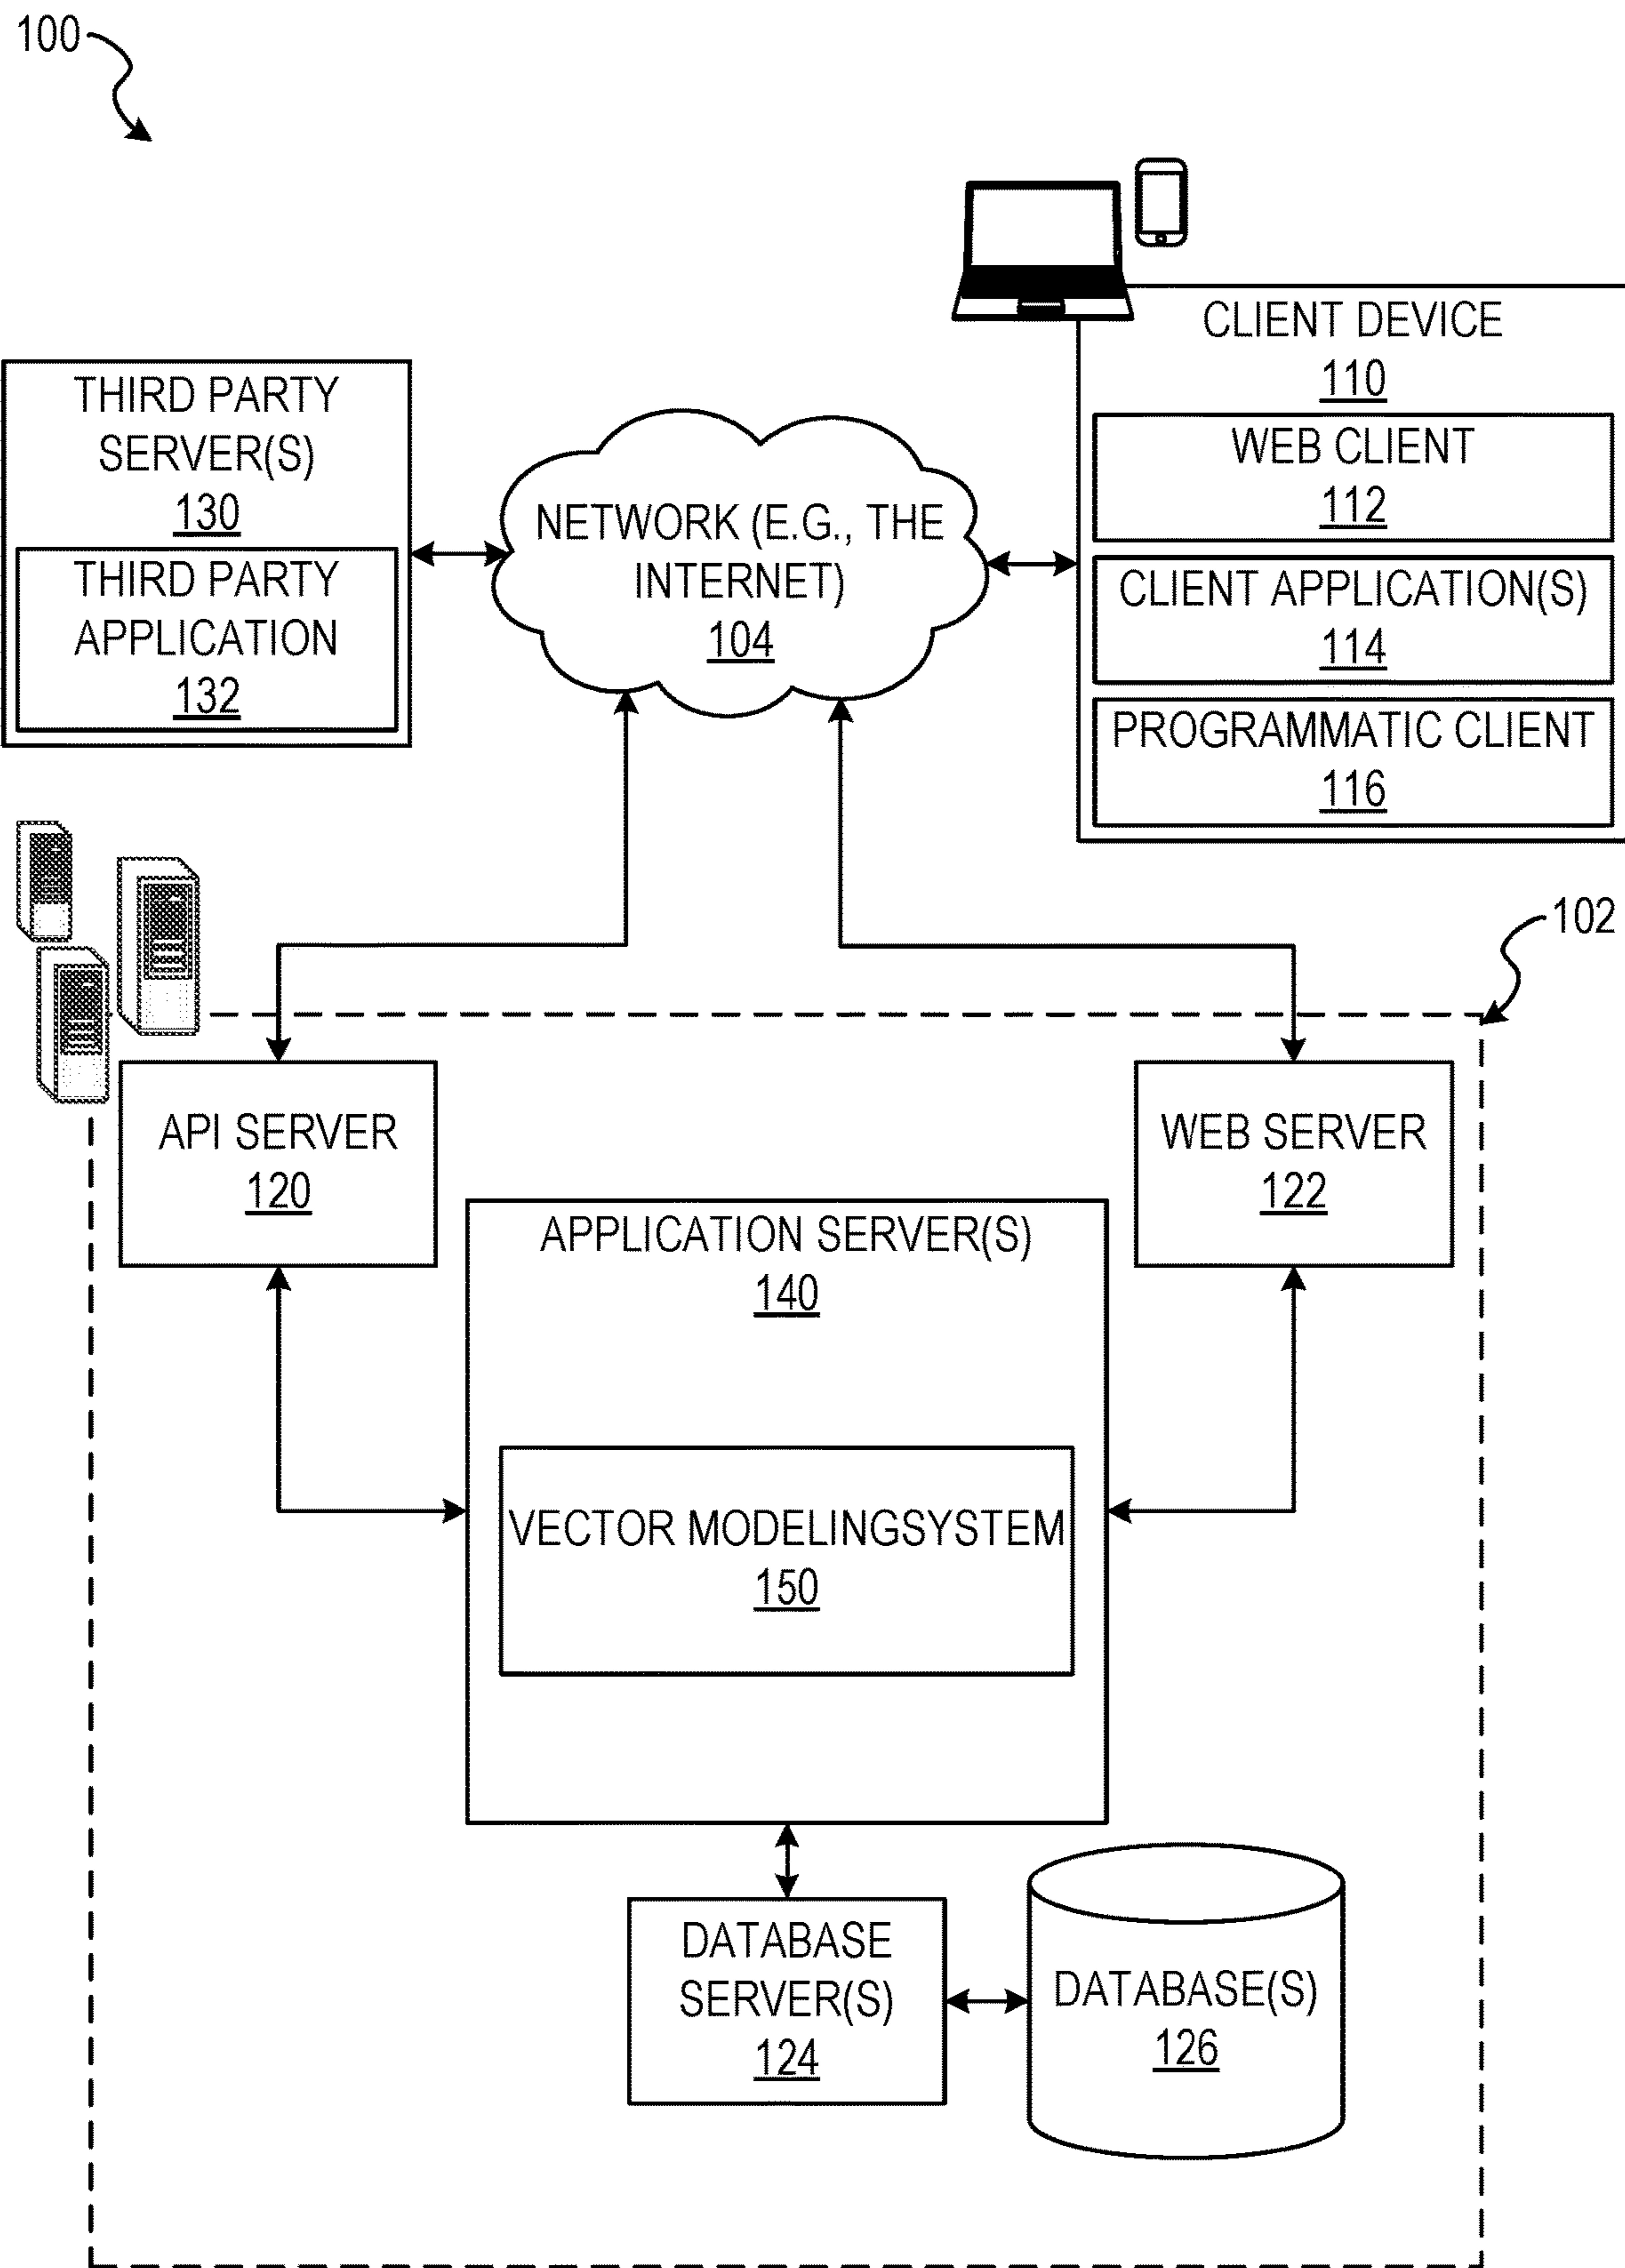 100
CLIENT DEVICE
110
WEB CLIENT
112
CLIENT APPLICATION(S)
114
PROGRAMMATIC CLIENT
116
THIRD PARTY
SERVER(S)
130
THIRD PARTY
APPLICATION
132
NETWORK (E.G., THE
INTERNET)
104
102
API SERVER
120
WEB SERVER
122
APPLICATION SERVER(S)
140
VECTOR MODELINGSYSTEM
150
DATABASE
SERVER(S)
124
DATABASE(S)
126